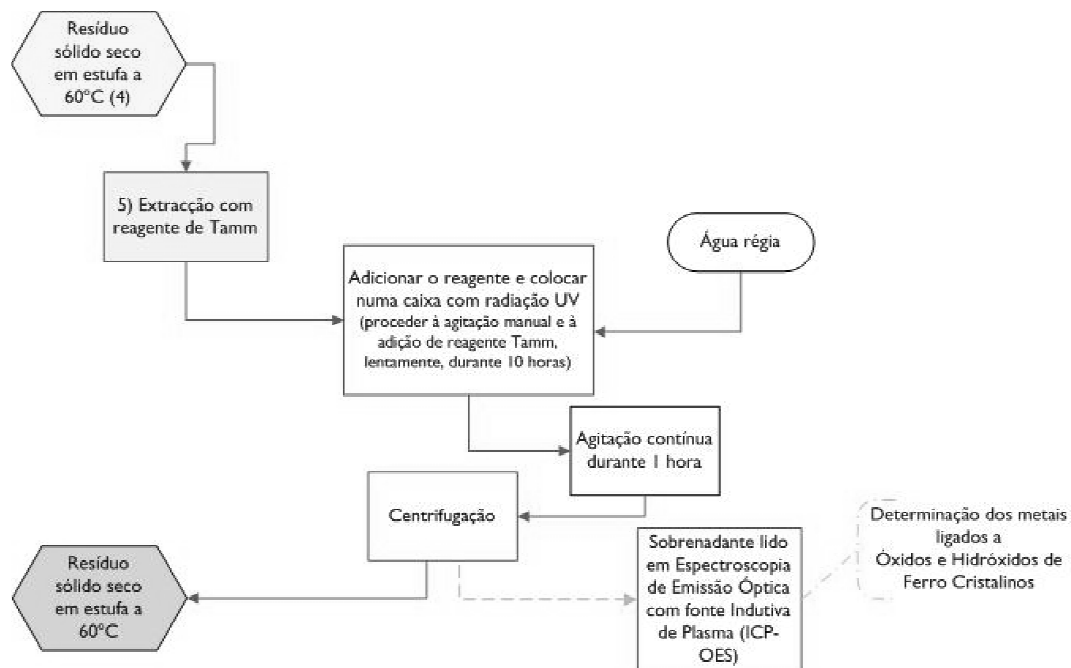 Resíduo
sólido seco
em estufa a
60ºC (4)
5) Extracção com
reagente de Tamm
Água régia
Adicionar o reagente e colocar
numa caixa com radiação UV
(proceder à agitação manual e à
adição de reagente Tamm,
lentamente, durante 10 horas)
Agitação contínua
durante 1 hora
Centrifugação
Determinação dos metais
ligados a
Óxidos e Hidróxidos de
Ferro Cristalinos
Sobrenadante lido
em Espectroscopia
de Emissão Óptica
com fonte Indutiva
de Plasma (ICP-
OES)
Resíduo
sólido seco
em estufa a
60ºC